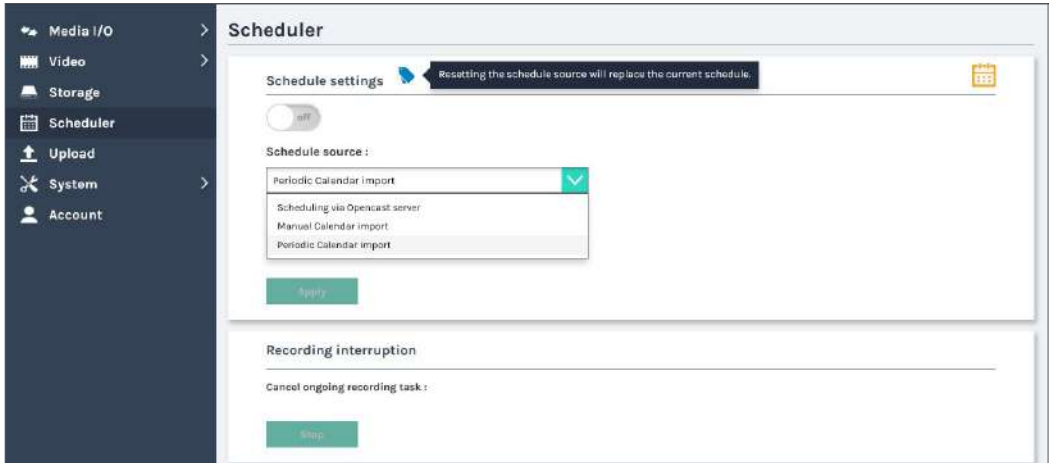 Media I/O
Video
Storage
Scheduler
Upload
System
Account
Scheduler
Schedule settings
Resetting the schedule source will replace the current schedule.
off
Schedule source :
Periodic Calendar import
Scheduling via Opencast server
Manual Calendar import
Periodic Calendar import
Apply
Recording interruption
Cancel ongoing recording task :
Stop